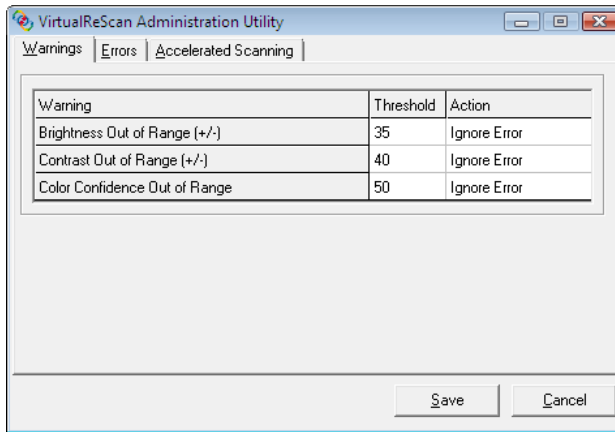 VirtualReScan Administration Utility
Warnings Errors Accelerated Scanning
Warning Threshold Action
Brightness Out of Range (+/-) 35 Ignore Error
Contrast Out of Range (+/-) 40 Ignore Error
Color Confidence Out of Range 50 Ignore Error
Save Cancel